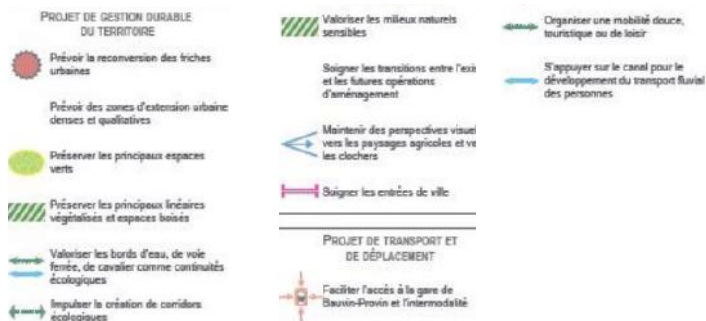 PROJET DE GESTION DURABLE
DU TERRITOIRE
Prévoir la reconversion des friches
urbaines
Prévoir des zones d'extension urbaine
denses et qualitatives
Préserver les principaux espaces
verts
Préserver les principaux linéaires
végétalisés et espaces boisés
Valoriser les bords d'eau, de voie
ferrée, de cavalier comme continuités
écologiques
Impulser la création de corridors
écologiques
Valoriser les milieux naturels
sensibles
Soigner les transitions entre l'exi
et les futures opérations
d'aménagement
Maintenir des perspectives visuel
vers les paysages agricoles et ve
les clochers
Soigner les entrées de ville
PROJET DE TRANSPORT ET
DE DÉPLACEMENT
Faciliter l'accès à la gare de
Bauvin-Provin et l'intermodalité
Organiser une mobilité douce,
touristique ou de loisir
S'appuyer sur le canal pour le
développement du transport fluvial
des personnes